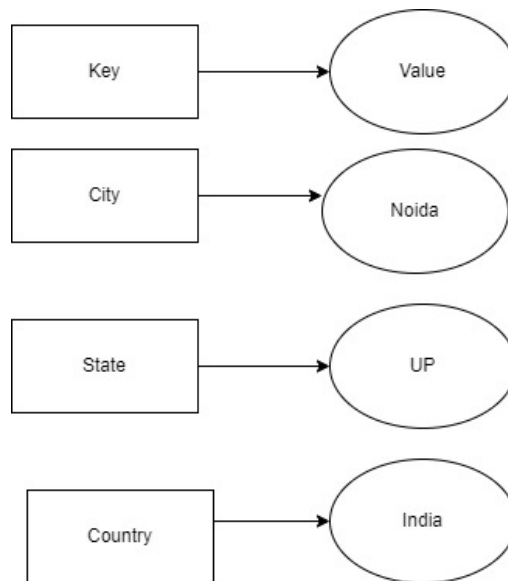 Key
Value
City
Noida
State
UP
Country
India